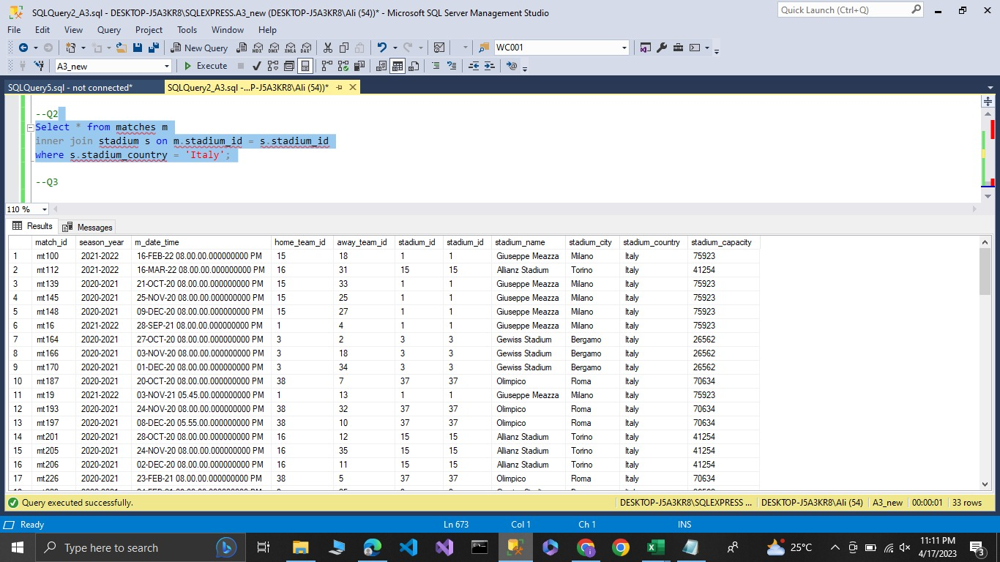 SQLQuery2_A3.sql - DESKTOP-J5A3KR8\SQLEXPRESS.A3_new (DESKTOP-J5A3KR8\Ali (54))* - Microsoft SQL Server Management Studio
Quick Launch (Ctrl+Q)
File Edit View Query Project Tools Window Help
New Query MDX DMX XMLA DAX WC001
A3_new Execute
SQLQuery5.sql - not connected*
SQLQuery2_A3.sql -...P-J5A3KR8\Ali (54))*
--Q2
Select * from matches m
inner join stadium s on m.stadium_id = s.stadium_id
where s.stadium_country = 'Italy';
--Q3
110 %
Results Messages
match_id season_year m_date_time home_team_id away_team_id stadium_id stadium_id stadium_name stadium_city stadium_country stadium_capacity
1 mt100 2021-2022 16-FEB-22 08.00.00.000000000 PM 15 18 1 1 Giuseppe Meazza Milano Italy 75923
2 mt112 2021-2022 16-MAR-22 08.00.00.000000000 PM 16 31 15 15 Allianz Stadium Torino Italy 41254
3 mt139 2020-2021 21-OCT-20 08.00.00.000000000 PM 15 33 1 1 Giuseppe Meazza Milano Italy 75923
4 mt145 2020-2021 25-NOV-20 08.00.00.000000000 PM 15 25 1 1 Giuseppe Meazza Milano Italy 75923
5 mt148 2020-2021 09-DEC-20 08.00.00.000000000 PM 15 27 1 1 Giuseppe Meazza Milano Italy 75923
6 mt16 2021-2022 28-SEP-21 08.00.00.000000000 PM 1 4 1 1 Giuseppe Meazza Milano Italy 75923
7 mt164 2020-2021 27-OCT-20 08.00.00.000000000 PM 3 2 3 3 Gewiss Stadium Bergamo Italy 26562
8 mt166 2020-2021 03-NOV-20 08.00.00.000000000 PM 3 18 3 3 Gewiss Stadium Bergamo Italy 26562
9 mt170 2020-2021 01-DEC-20 08.00.00.000000000 PM 3 34 3 3 Gewiss Stadium Bergamo Italy 26562
10 mt187 2020-2021 20-OCT-20 08.00.00.000000000 PM 38 7 37 37 Olimpico Roma Italy 70634
11 mt19 2021-2022 03-NOV-21 05.45.00.000000000 PM 1 13 1 1 Giuseppe Meazza Milano Italy 75923
12 mt193 2020-2021 24-NOV-20 08.00.00.000000000 PM 38 32 37 37 Olimpico Roma Italy 70634
13 mt197 2020-2021 08-DEC-20 05.55.00.000000000 PM 38 10 37 37 Olimpico Roma Italy 70634
14 mt201 2020-2021 28-OCT-20 08.00.00.000000000 PM 16 12 15 15 Allianz Stadium Torino Italy 41254
15 mt205 2020-2021 24-NOV-20 08.00.00.000000000 PM 16 35 15 15 Allianz Stadium Torino Italy 41254
16 mt206 2020-2021 02-DEC-20 08.00.00.000000000 PM 16 11 15 15 Allianz Stadium Torino Italy 41254
17 mt226 2020-2021 23-FEB-21 08.00.00.000000000 PM 38 5 37 37 Olimpico Roma Italy 70634
Query executed successfully. DESKTOP-J5A3KR8\SQLEXPRESS ... DESKTOP-J5A3KR8\Ali (54) A3_new 00:00:01 33 rows
Ready Ln 673 Col 1 Ch 1 INS
Type here to search 25°C 11:11 PM
4/17/2023 3